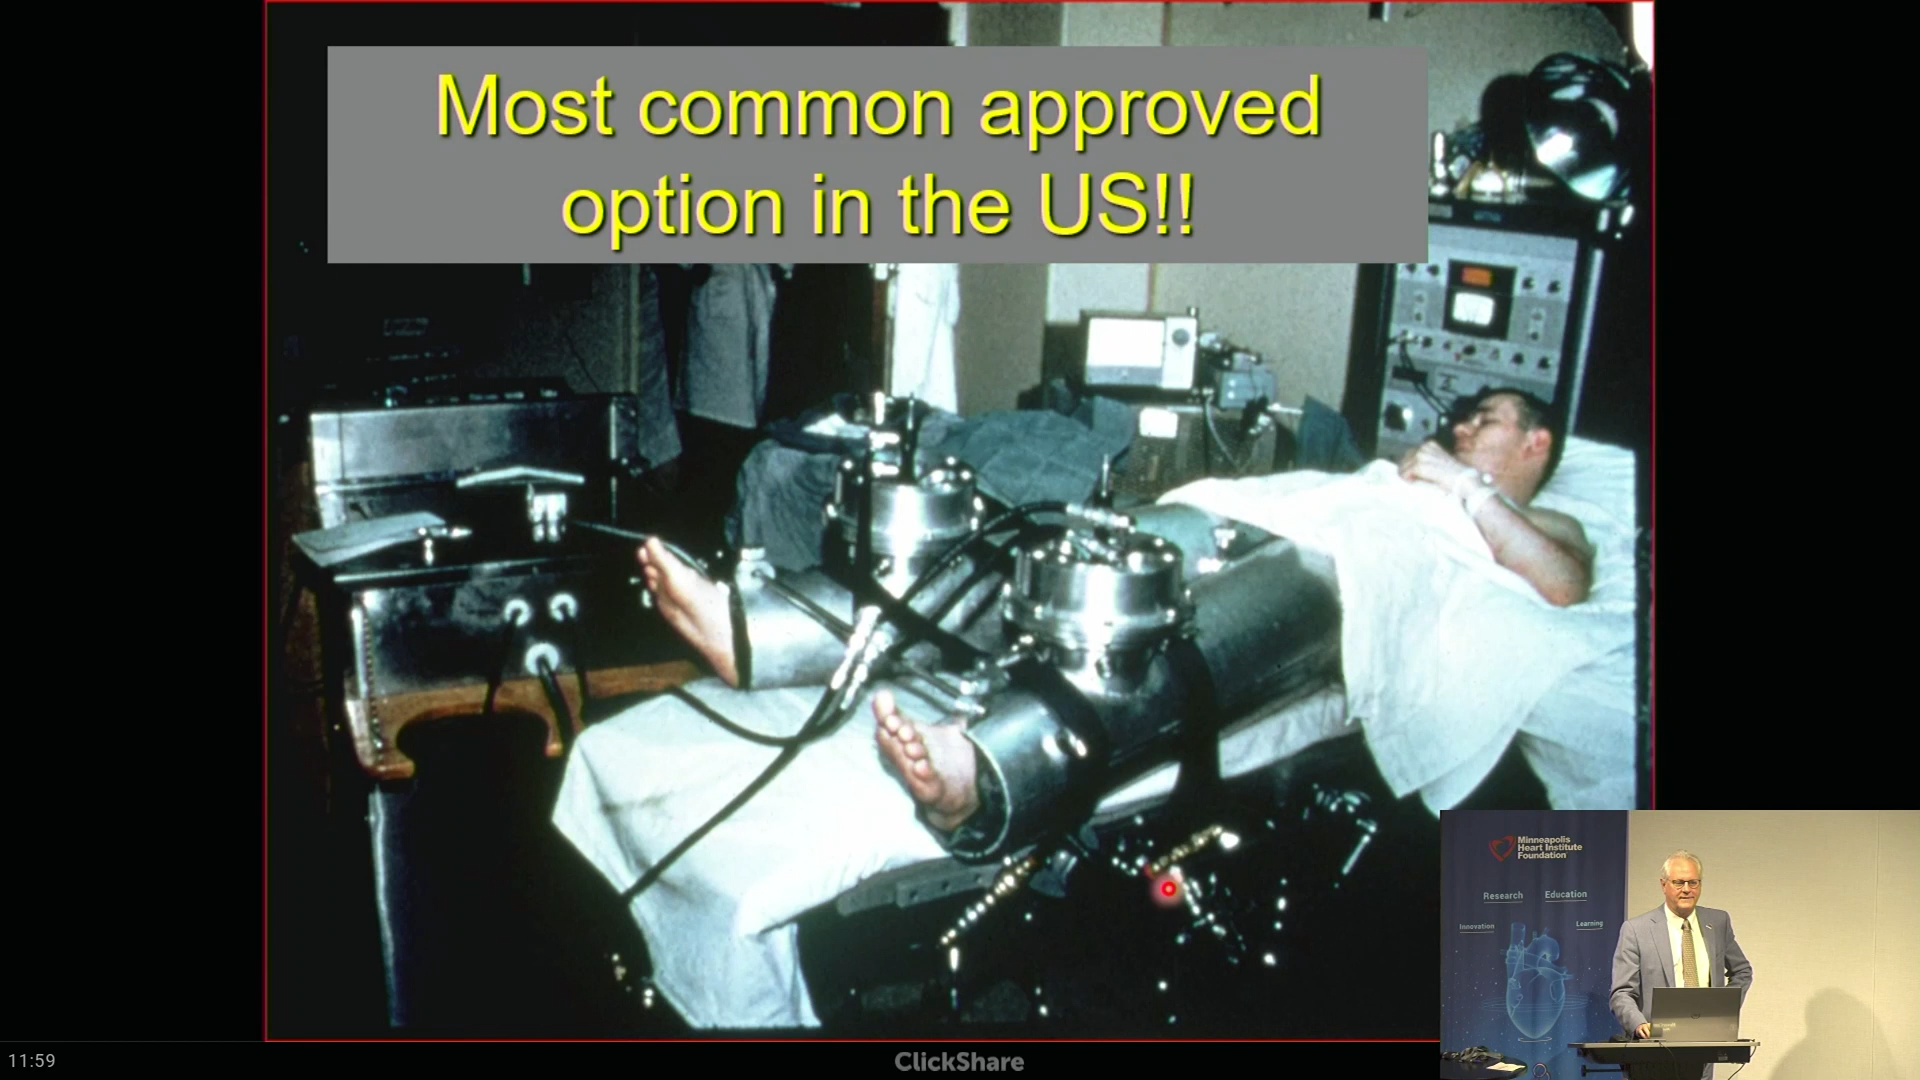 Most common approved
option in the US!!
Minneapolis
Heart Institute
Foundation
Research
Education
Innovation
Learning
11:59
ClickShare